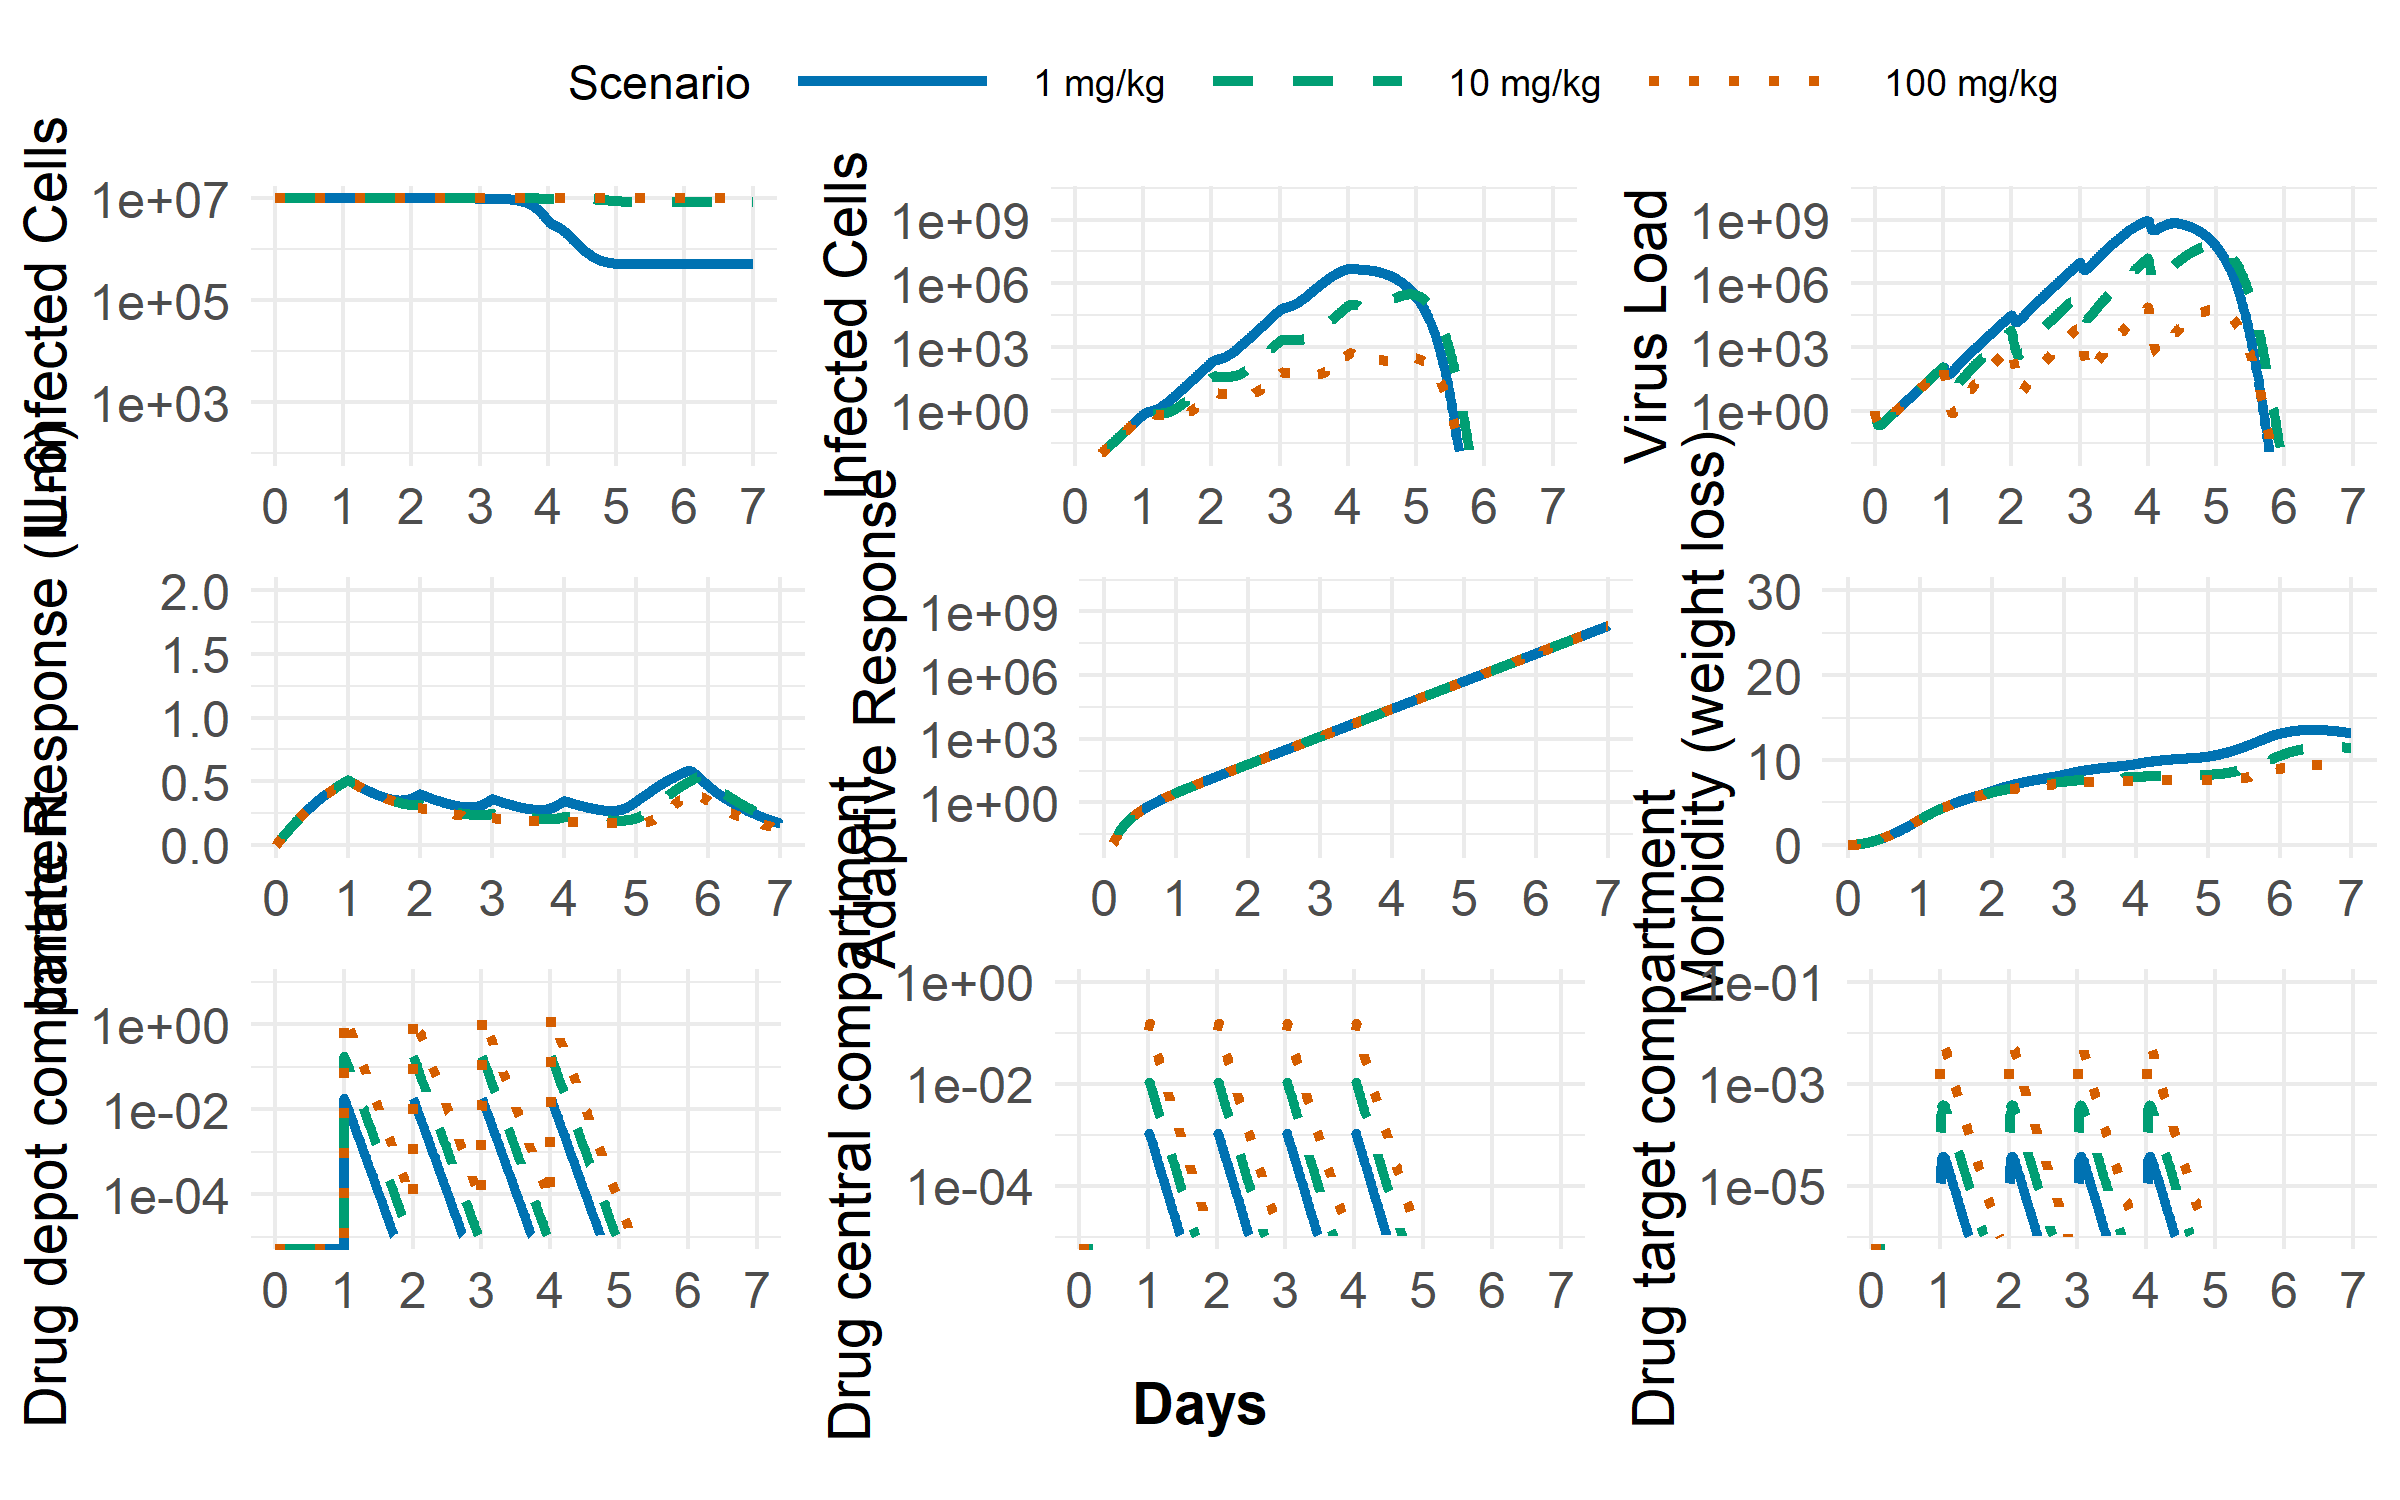 Scenario 1 mg/kg 10 mg/kg 100 mg/kg
Uninfected Cells
1e+07
1e+05
1e+03
0 1 2 3 4 5 6 7
Infected Cells
1e+09
1e+06
1e+03
1e+00
0 1 2 3 4 5 6 7
Virus Load
1e+09
1e+06
1e+03
1e+00
0 1 2 3 4 5 6 7
Innate Response (IL-6)
2.0
1.5
1.0
0.5
0.0
0 1 2 3 4 5 6 7
Adaptive Response
1e+09
1e+06
1e+03
1e+00
0 1 2 3 4 5 6 7
Morbidity (weight loss)
30
20
10
0
0 1 2 3 4 5 6 7
Drug depot compartment
1e+00
1e-02
1e-04
0 1 2 3 4 5 6 7
Drug central compartment
1e+00
1e-02
1e-04
0 1 2 3 4 5 6 7
Drug target compartment
1e-01
1e-03
1e-05
0 1 2 3 4 5 6 7
Days